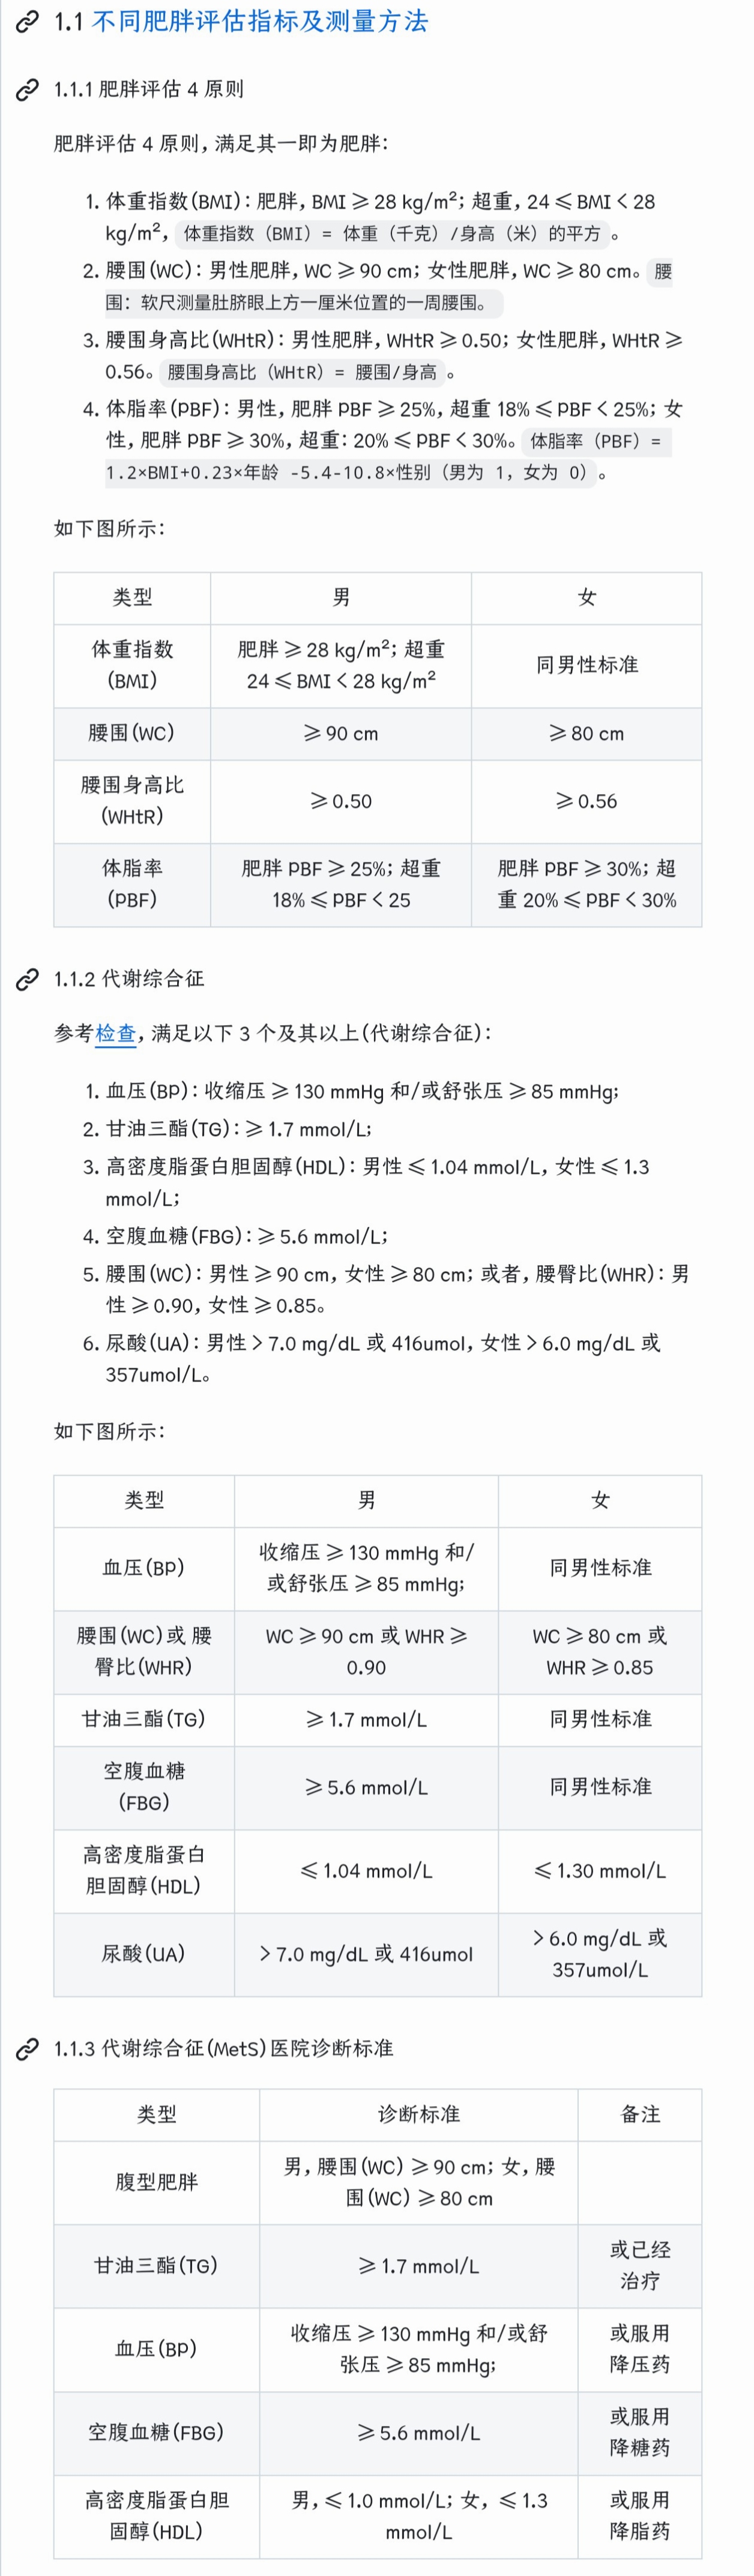 1.1 不同肥胖评估指标及测量方法
1.1.1 肥胖评估 4 原则
肥胖评估 4 原则，满足其一即为肥胖：
1. 体重指数（BMI）：肥胖，BMI ⩾ 28 kg/m²；超重，24 ⩽ BMI < 28
kg/m²， 体重指数（BMI）= 体重（千克）/身高（米）的平方 。
2. 腰围（WC）：男性肥胖，WC ⩾ 90 cm；女性肥胖，WC ⩾ 80 cm。 腰
围：软尺测量肚脐眼上方一厘米位置的一周腰围。
3. 腰围身高比（WHtR）：男性肥胖，WHtR ⩾ 0.50；女性肥胖，WHtR ⩾
0.56。 腰围身高比（WHtR）= 腰围/身高 。
4. 体脂率（PBF）：男性，肥胖 PBF ⩾ 25%，超重 18% ⩽ PBF < 25%；女
性，肥胖 PBF ⩾ 30%，超重：20% ⩽ PBF < 30%。 体脂率（PBF）=
1.2×BMI+0.23×年龄 -5.4-10.8×性别（男为 1，女为 0） 。
如下图所示：
类型 男 女
体重指数 肥胖 ⩾ 28 kg/m²；超重 同男性标准
（BMI） 24 ⩽ BMI < 28 kg/m²
腰围（WC） ⩾ 90 cm ⩾ 80 cm
腰围身高比 ⩾ 0.50 ⩾ 0.56
（WHtR）
体脂率 肥胖 PBF ⩾ 25%；超重 肥胖 PBF ⩾ 30%；超
（PBF） 18% ⩽ PBF < 25 重 20% ⩽ PBF < 30%
1.1.2 代谢综合征
参考检查，满足以下 3 个及其以上（代谢综合征）：
1. 血压（BP）：收缩压 ⩾ 130 mmHg 和/或舒张压 ⩾ 85 mmHg；
2. 甘油三酯（TG）：⩾ 1.7 mmol/L；
3. 高密度脂蛋白胆固醇（HDL）：男性 ⩽ 1.04 mmol/L，女性 ⩽ 1.3
mmol/L；
4. 空腹血糖（FBG）：⩾ 5.6 mmol/L；
5. 腰围（WC）：男性 ⩾ 90 cm，女性 ⩾ 80 cm；或者，腰臀比（WHR）：男
性 ⩾ 0.90，女性 ⩾ 0.85。
6. 尿酸（UA）：男性 > 7.0 mg/dL 或 416umol，女性 > 6.0 mg/dL 或
357umol/L。
如下图所示：
类型 男 女
血压（BP） 收缩压 ⩾ 130 mmHg 和/ 同男性标准
或舒张压 ⩾ 85 mmHg；
腰围（WC）或 腰 WC ⩾ 90 cm 或 WHR ⩾ WC ⩾ 80 cm 或
臀比（WHR） 0.90 WHR ⩾ 0.85
甘油三酯（TG） ⩾ 1.7 mmol/L 同男性标准
空腹血糖 ⩾ 5.6 mmol/L 同男性标准
（FBG）
高密度脂蛋白 ⩽ 1.04 mmol/L ⩽ 1.30 mmol/L
胆固醇（HDL）
尿酸（UA） > 7.0 mg/dL 或 416umol > 6.0 mg/dL 或
357umol/L
1.1.3 代谢综合征（MetS）医院诊断标准
类型 诊断标准 备注
腹型肥胖 男，腰围（WC）⩾ 90 cm；女，腰
围（WC）⩾ 80 cm
甘油三酯（TG） ⩾ 1.7 mmol/L 或已经
治疗
血压（BP） 收缩压 ⩾ 130 mmHg 和/或舒 或服用
张压 ⩾ 85 mmHg； 降压药
空腹血糖（FBG） ⩾ 5.6 mmol/L 或服用
降糖药
高密度脂蛋白胆 男，⩽ 1.0 mmol/L；女，⩽ 1.3 或服用
固醇（HDL） mmol/L 降脂药